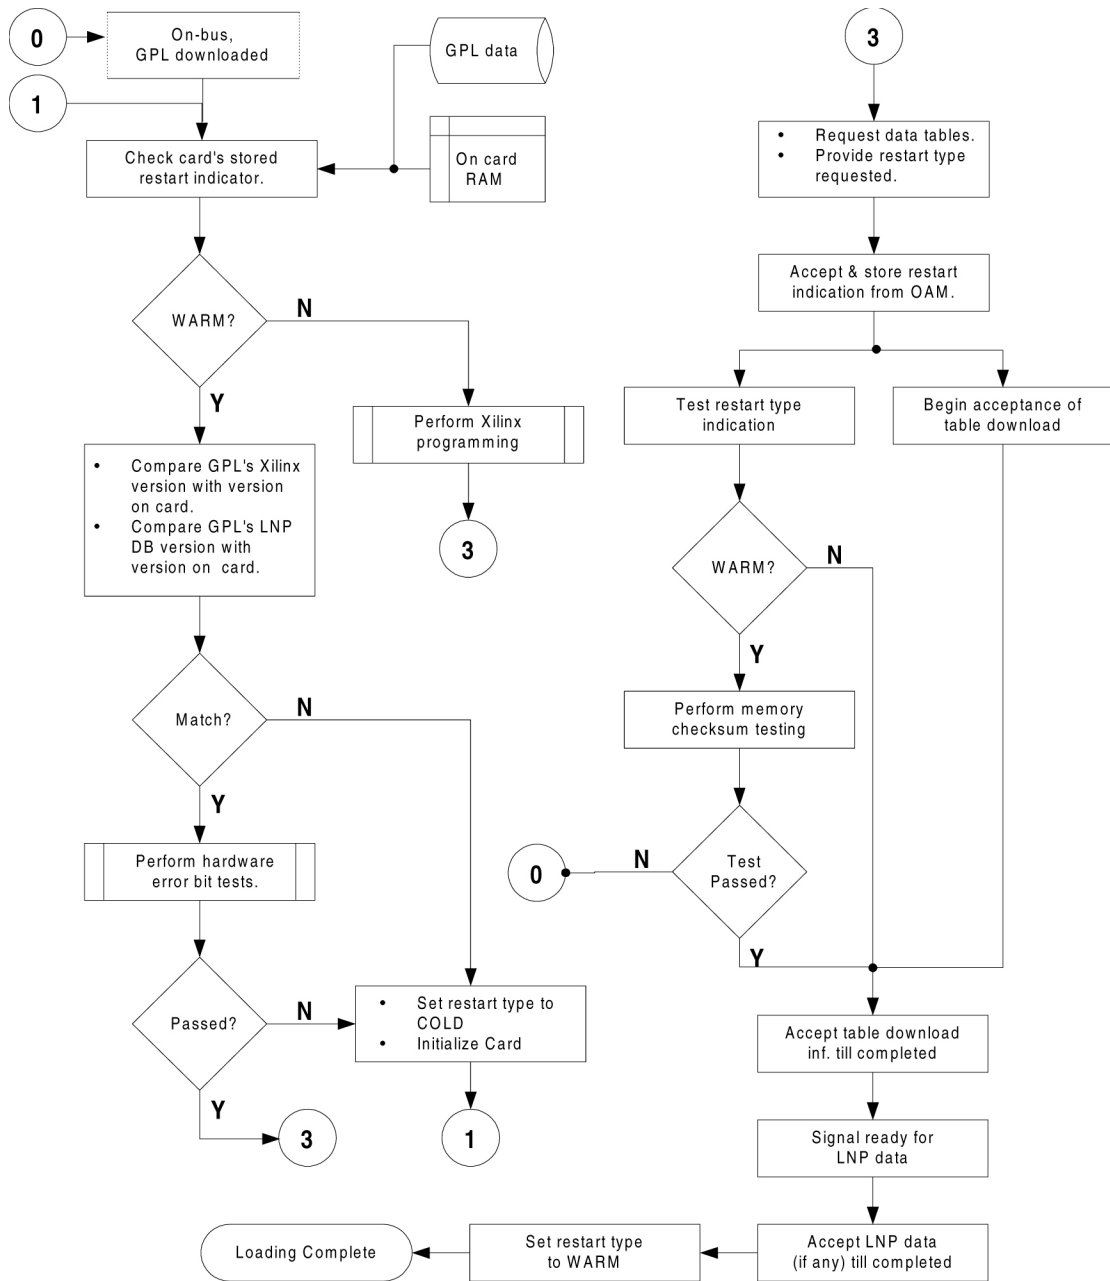 0
On-bus,
GPL downloaded
GPL data
1
Check card's stored
restart indicator.
On card
RAM
WARM?
N
Y
Perform Xilinx
programming
3
• Compare GPL's Xilinx
version with version
on card.
• Compare GPL's LNP
DB version with
version on card.
Match?
N
Y
Perform hardware
error bit tests.
Passed?
N
Y
3
• Set restart type to
COLD
• Initialize Card
1
3
• Request data tables.
• Provide restart type
requested.
Accept & store restart
indication from OAM.
Test restart type
indication
Begin acceptance of
table download
WARM?
N
Y
Perform memory
checksum testing
Test
Passed?
N
0
Y
Accept table download
inf. till completed
Signal ready for
LNP data
Accept LNP data
(if any) till completed
Set restart type
to WARM
Loading Complete